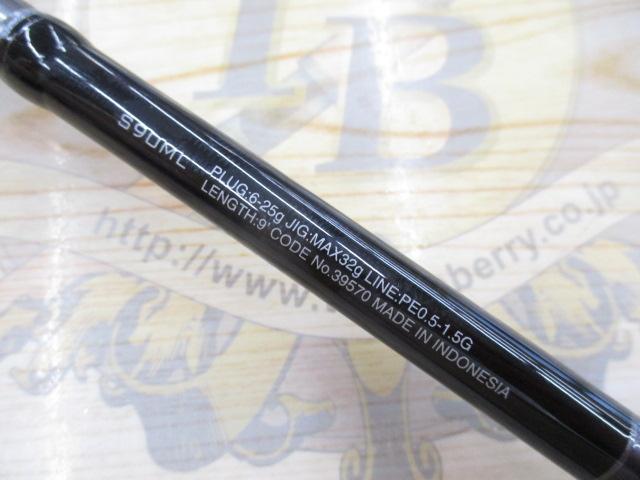 S90ML
PLUG:6-25g JIG:MAX32g LINE:PE0.5-1.5G
LENGTH:9' CODE No.39570 MADE IN INDONESIA
TB
http://www. berry.co.jp